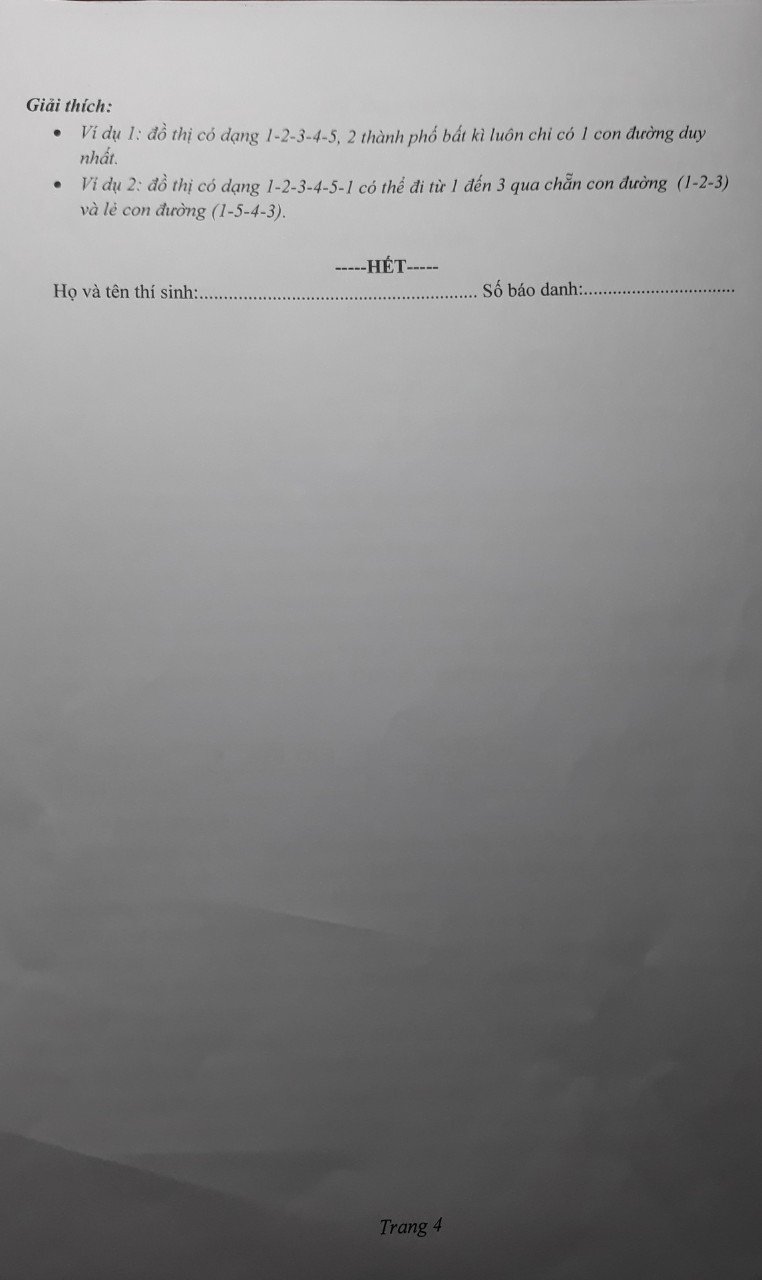 Giải thích:
• Ví dụ 1: đồ thị có dạng 1-2-3-4-5, 2 thành phố bất kì luôn chỉ có 1 con đường duy
nhất.
• Ví dụ 2: đồ thị có dạng 1-2-3-4-5-1 có thể đi từ 1 đến 3 qua chẵn con đường (1-2-3)
và lẻ con đường (1-5-4-3).
-----HẾT-----
Họ và tên thí sinh:......................................................... Số báo danh:...............................
Trang 4